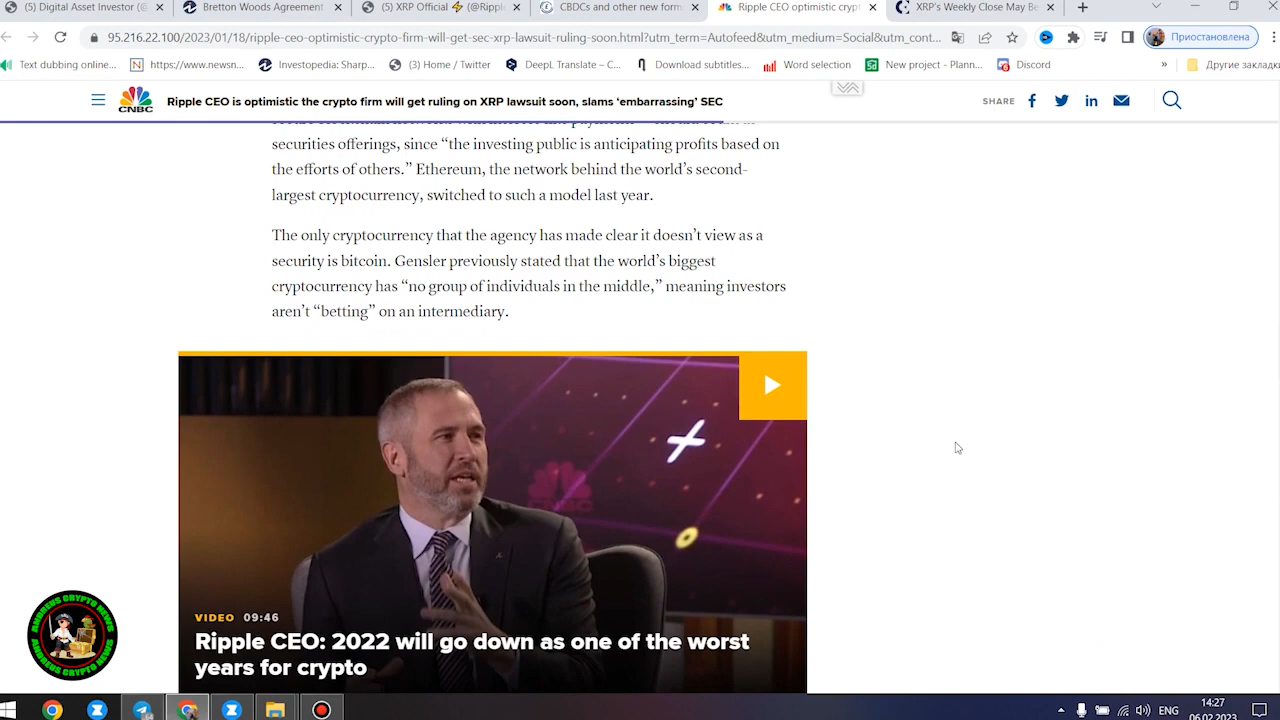 (5) Digital Asset Investor (@
Bretton Woods Agreement
(5) XRP Official ⚡ (@Rippl
CBDCs and other new form
Ripple CEO optimistic crypt
XRP's Weekly Close May Be
95.216.22.100/2023/01/18/ripple-ceo-optimistic-crypto-firm-will-get-sec-xrp-lawsuit-ruling-soon.html?utm_term=Autofeed&utm_medium=Social&utm_cont...
Приостановлена
Text dubbing online...
https://www.newsn...
Investopedia: Sharp...
(3) Home / Twitter
DeepL Translate – C...
Download subtitles...
Word selection
New project - Plann...
Discord
»
Другие закладки
CNBC
Ripple CEO is optimistic the crypto firm will get ruling on XRP lawsuit soon, slams ‘embarrassing’ SEC
SHARE
securities offerings, since “the investing public is anticipating profits based on
the efforts of others.” Ethereum, the network behind the world’s second-
largest cryptocurrency, switched to such a model last year.
The only cryptocurrency that the agency has made clear it doesn’t view as a
security is bitcoin. Gensler previously stated that the world’s biggest
cryptocurrency has “no group of individuals in the middle,” meaning investors
aren’t “betting” on an intermediary.
CNBC
VIDEO 09:46
Ripple CEO: 2022 will go down as one of the worst
years for crypto
ANDREUS CRYPTO NEWS
ANDREUS CRYPTO NEWS
ENG
14:27
06.02.2023